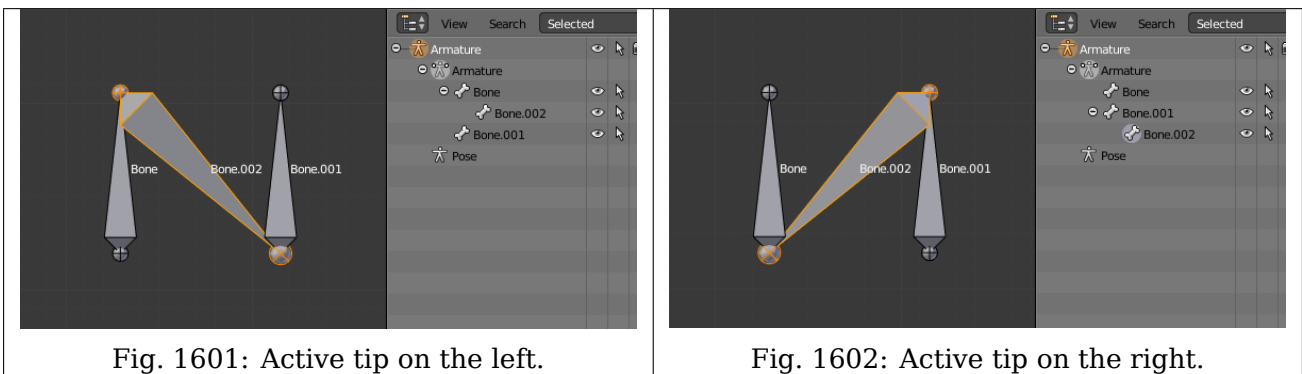 View Search Selected
Armature
Armature
Bone
Bone.002
Bone.001
Pose
Bone Bone.002 Bone.001
Fig. 1601: Active tip on the left.
View Search Selected
Armature
Armature
Bone
Bone.001
Bone.002
Pose
Bone Bone.002 Bone.001
Fig. 1602: Active tip on the right.